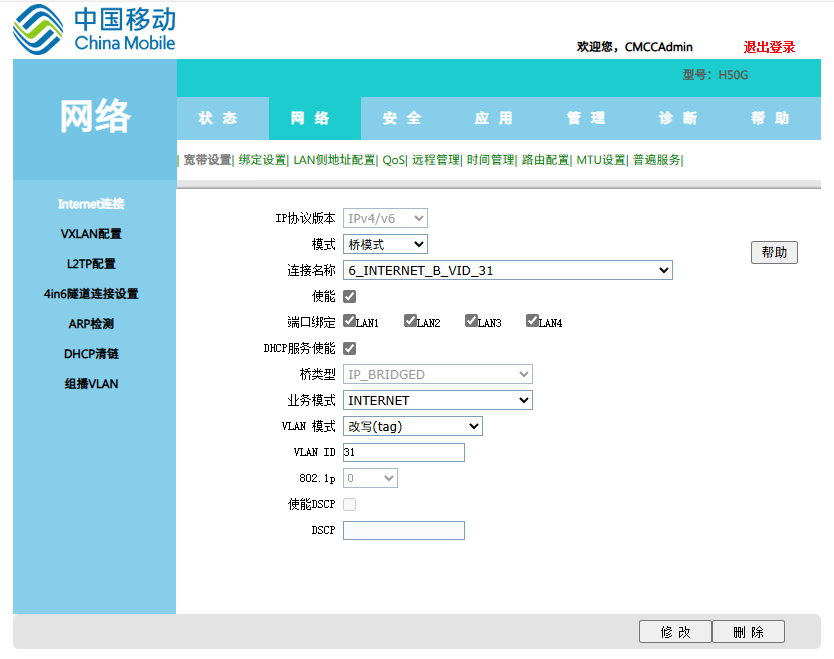 中国移动
China Mobile
欢迎您，CMCCAdmin 退出登录
型号：H50G
网络
状态 网络 安全 应用 管理 诊断 帮助
宽带设置| 绑定设置| LAN侧地址配置| QoS| 远程管理| 时间管理| 路由配置| MTU设置| 普遍服务|
Internet连接
VXLAN配置
L2TP配置
4in6隧道连接设置
ARP检测
DHCP清链
组播VLAN
IP协议版本 IPv4/v6
模式 桥模式
帮助
连接名称 6_INTERNET_B_VID_31
使能
端口绑定 LAN1 LAN2 LAN3 LAN4
DHCP服务使能
桥类型 IP_BRIDGED
业务模式 INTERNET
VLAN 模式 改写(tag)
VLAN ID 31
802.1p 0
使能DSCP
DSCP
修改 删除